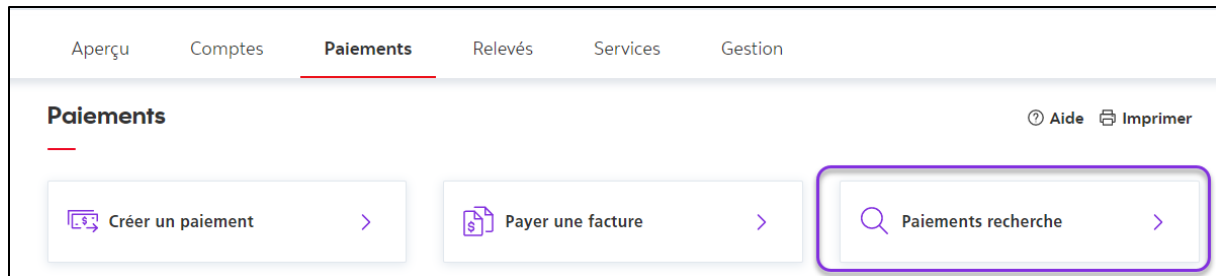 Aperçu Comptes Paiements Relevés Services Gestion
Paiements
Aide Imprimer
Créer un paiement Payer une facture Paiements recherche